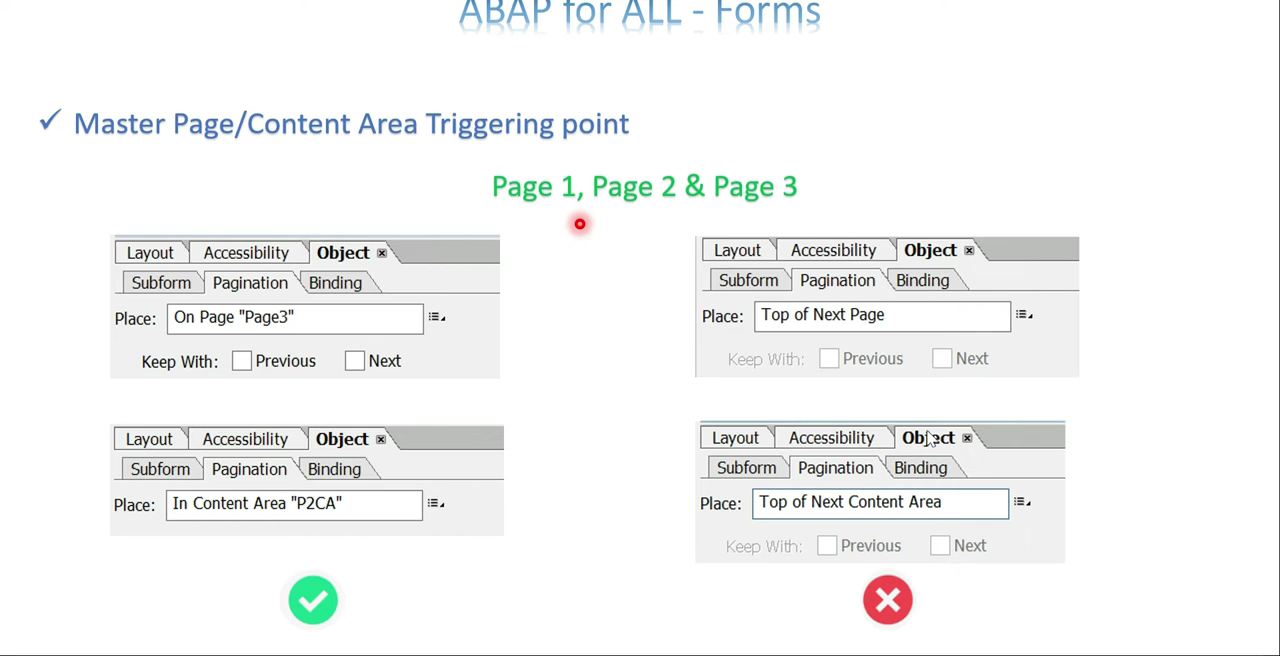 ABAP for ALL - Forms
✓ Master Page/Content Area Triggering point
Page 1, Page 2 & Page 3
Layout Accessibility Object
Subform Pagination Binding
Place: On Page "Page3"
Keep With: Previous Next
Layout Accessibility Object
Subform Pagination Binding
Place: Top of Next Page
Keep With: Previous Next
Layout Accessibility Object
Subform Pagination Binding
Place: In Content Area "P2CA"
Layout Accessibility Object
Subform Pagination Binding
Place: Top of Next Content Area
Keep With: Previous Next